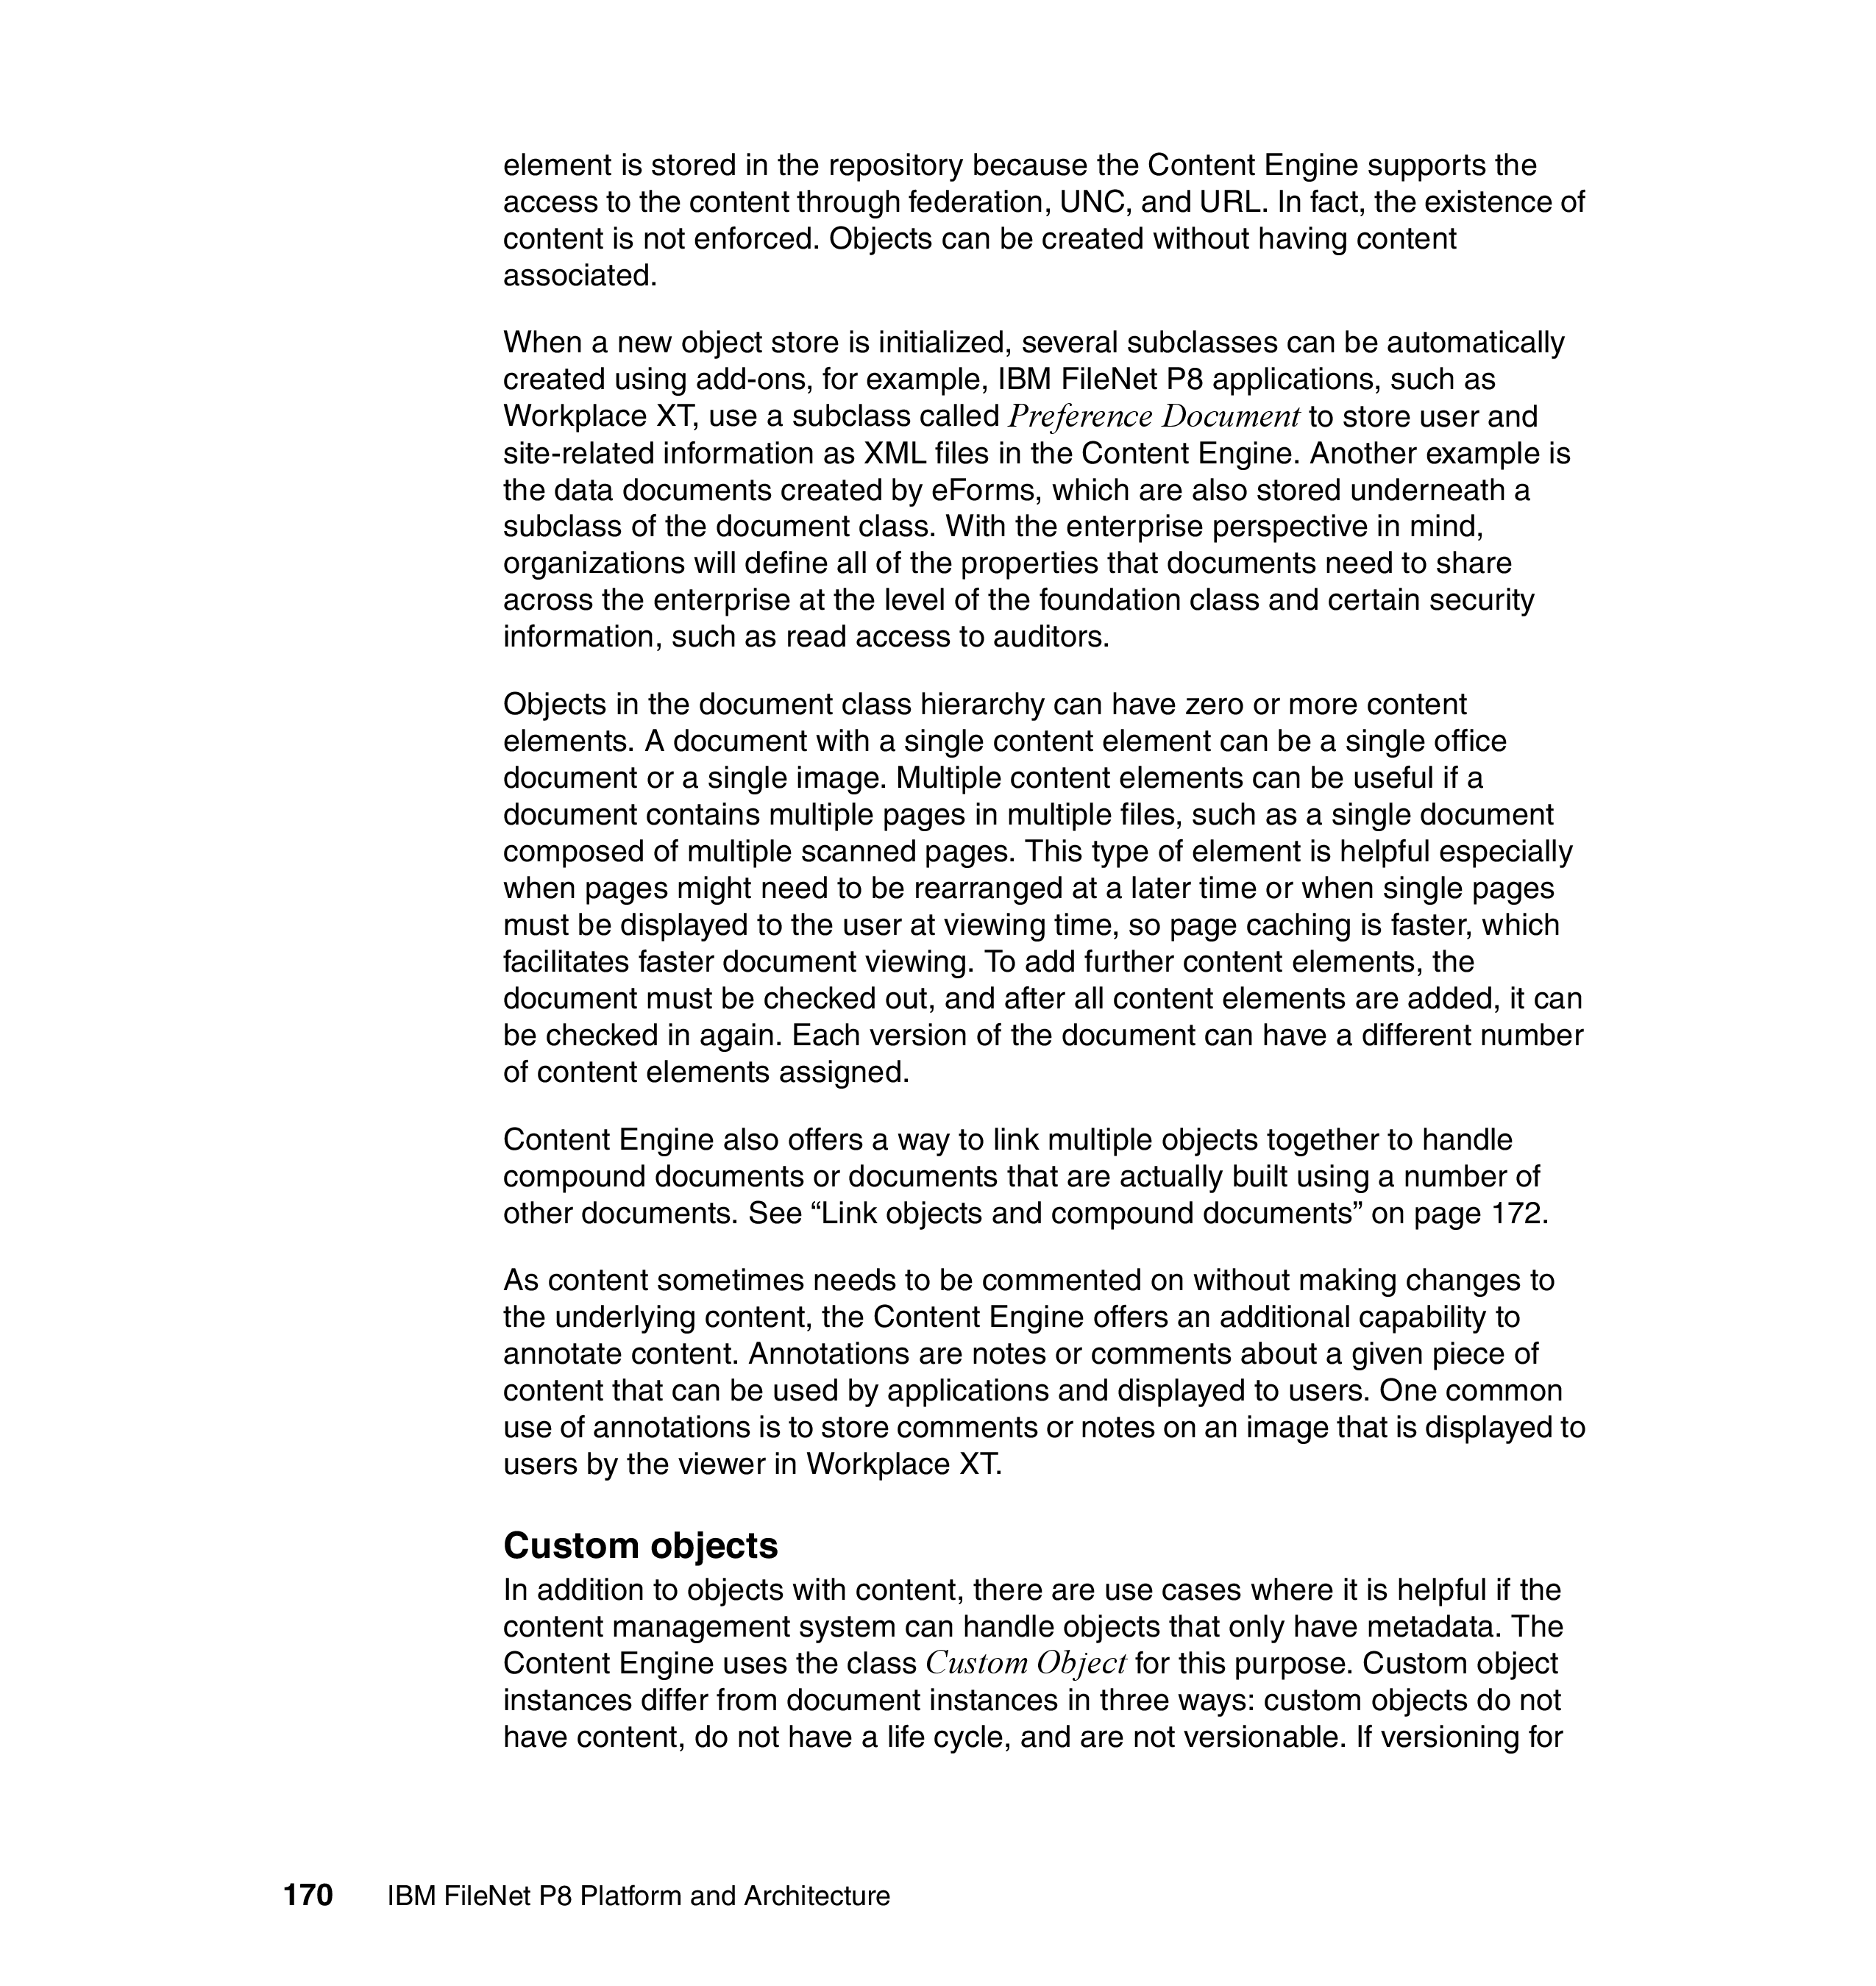 element is stored in the repository because the Content Engine supports the
access to the content through federation, UNC, and URL. In fact, the existence of
content is not enforced. Objects can be created without having content
associated.
When a new object store is initialized, several subclasses can be automatically
created using add-ons, for example, IBM FileNet P8 applications, such as
Workplace XT, use a subclass called Preference Document to store user and
site-related information as XML files in the Content Engine. Another example is
the data documents created by eForms, which are also stored underneath a
subclass of the document class. With the enterprise perspective in mind,
organizations will define all of the properties that documents need to share
across the enterprise at the level of the foundation class and certain security
information, such as read access to auditors.
Objects in the document class hierarchy can have zero or more content
elements. A document with a single content element can be a single office
document or a single image. Multiple content elements can be useful if a
document contains multiple pages in multiple files, such as a single document
composed of multiple scanned pages. This type of element is helpful especially
when pages might need to be rearranged at a later time or when single pages
must be displayed to the user at viewing time, so page caching is faster, which
facilitates faster document viewing. To add further content elements, the
document must be checked out, and after all content elements are added, it can
be checked in again. Each version of the document can have a different number
of content elements assigned.
Content Engine also offers a way to link multiple objects together to handle
compound documents or documents that are actually built using a number of
other documents. See “Link objects and compound documents” on page 172.
As content sometimes needs to be commented on without making changes to
the underlying content, the Content Engine offers an additional capability to
annotate content. Annotations are notes or comments about a given piece of
content that can be used by applications and displayed to users. One common
use of annotations is to store comments or notes on an image that is displayed to
users by the viewer in Workplace XT.
Custom objects
In addition to objects with content, there are use cases where it is helpful if the
content management system can handle objects that only have metadata. The
Content Engine uses the class Custom Object for this purpose. Custom object
instances differ from document instances in three ways: custom objects do not
have content, do not have a life cycle, and are not versionable. If versioning for
170 IBM FileNet P8 Platform and Architecture